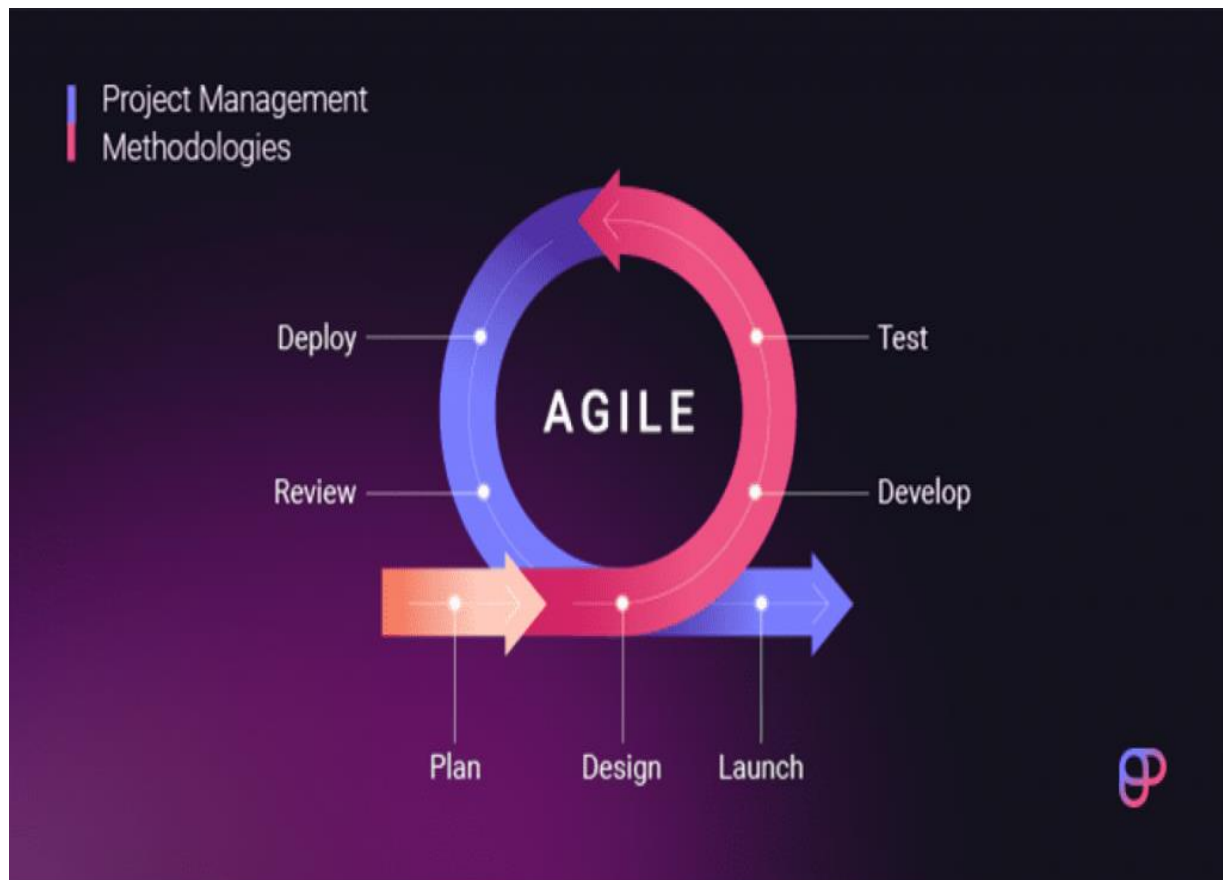 Project Management
Methodologies
Deploy
Test
AGILE
Review
Develop
Plan
Design
Launch